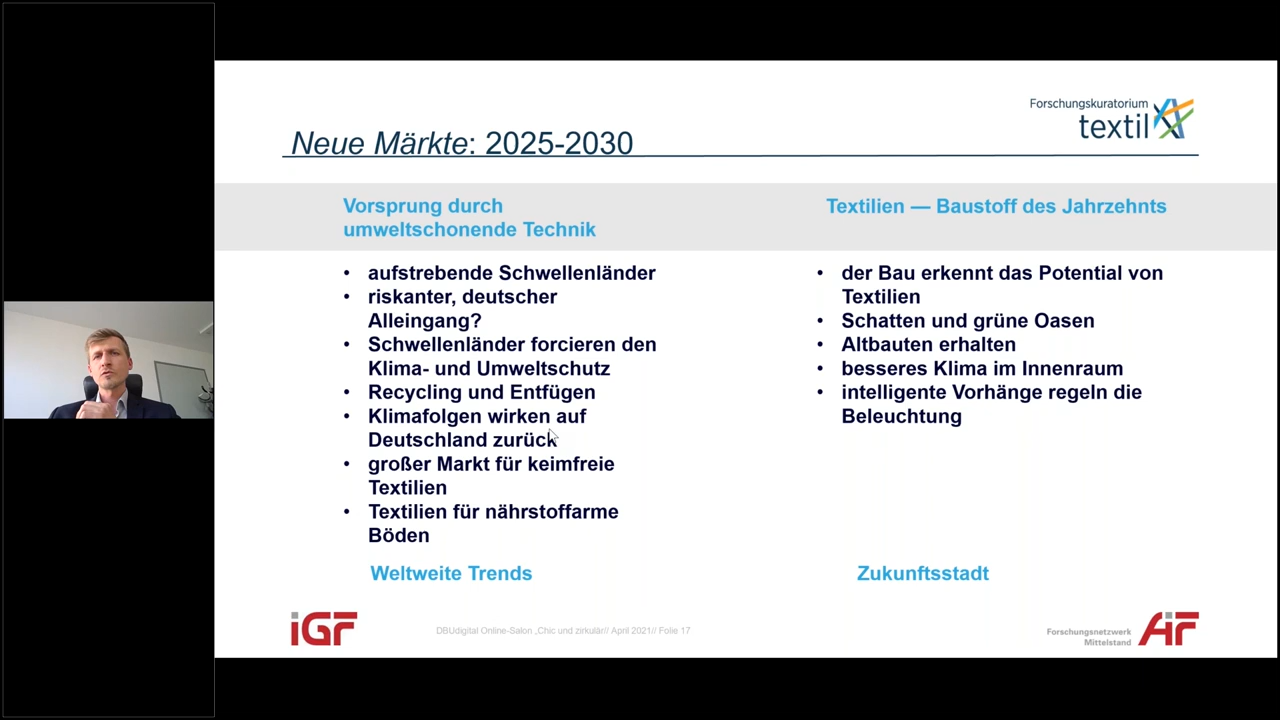 Forschungskuratorium
textil
Neue Märkte: 2025-2030
Vorsprung durch
umweltschonende Technik
• aufstrebende Schwellenländer
• riskanter, deutscher
Alleingang?
• Schwellenländer forcieren den
Klima- und Umweltschutz
• Recycling und Entfügen
• Klimafolgen wirken auf
Deutschland zurück
• großer Markt für keimfreie
Textilien
• Textilien für nährstoffarme
Böden
Weltweite Trends
Textilien — Baustoff des Jahrzehnts
• der Bau erkennt das Potential von
Textilien
• Schatten und grüne Oasen
• Altbauten erhalten
• besseres Klima im Innenraum
• intelligente Vorhänge regeln die
Beleuchtung
Zukunftsstadt
iGF
DBUdigital Online-Salon „Chic und zirkulär// April 2021// Folie 17
Forschungsnetzwerk
Mittelstand
AiF